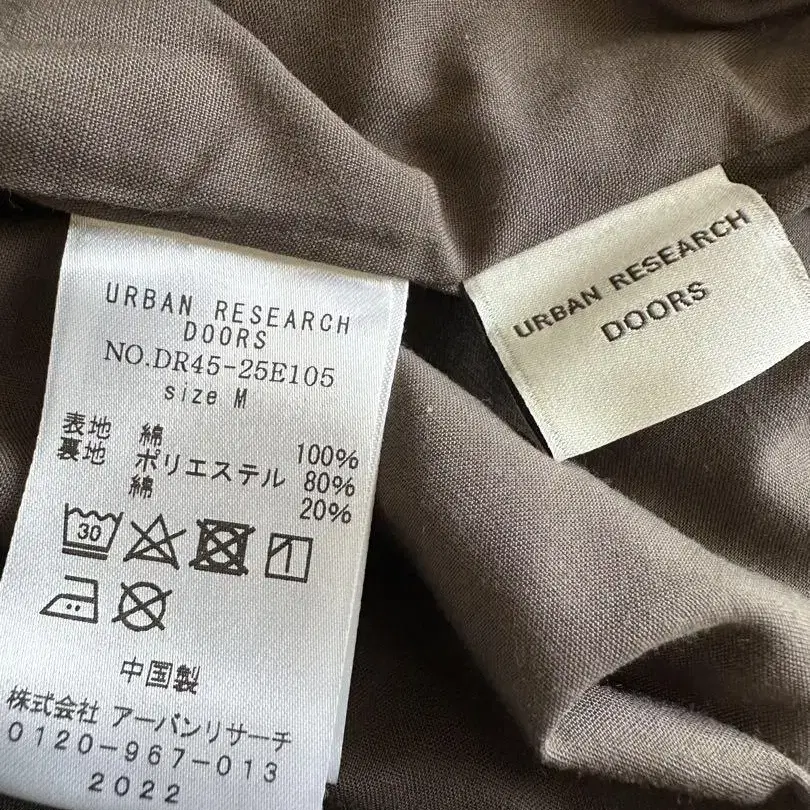 URBAN RESEARCH
DOORS
NO.DR45-25E105
size M
表地 綿 100%
裏地 ポリエステル 80%
綿 20%
30
中国製
株式会社 アーバンリサーチ
0120-967-013
2022
URBAN RESEARCH
DOORS